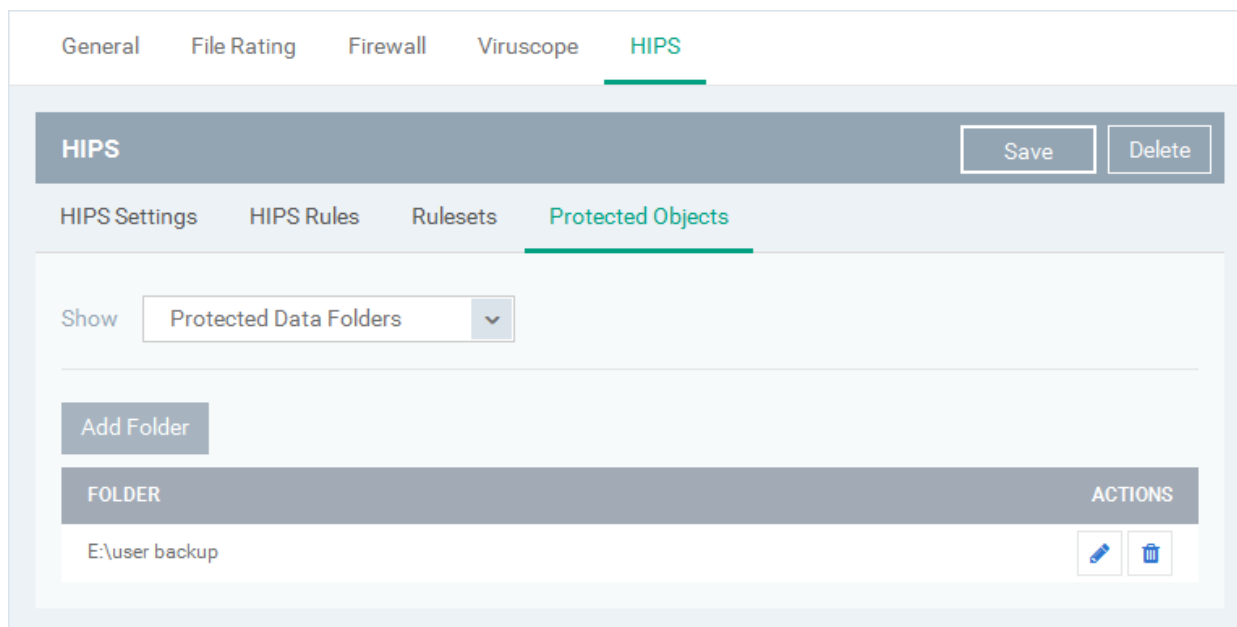 General File Rating Firewall Viruscope HIPS
HIPS Save Delete
HIPS Settings HIPS Rules Rulesets Protected Objects
Show Protected Data Folders
Add Folder
FOLDER ACTIONS
E:\user backup